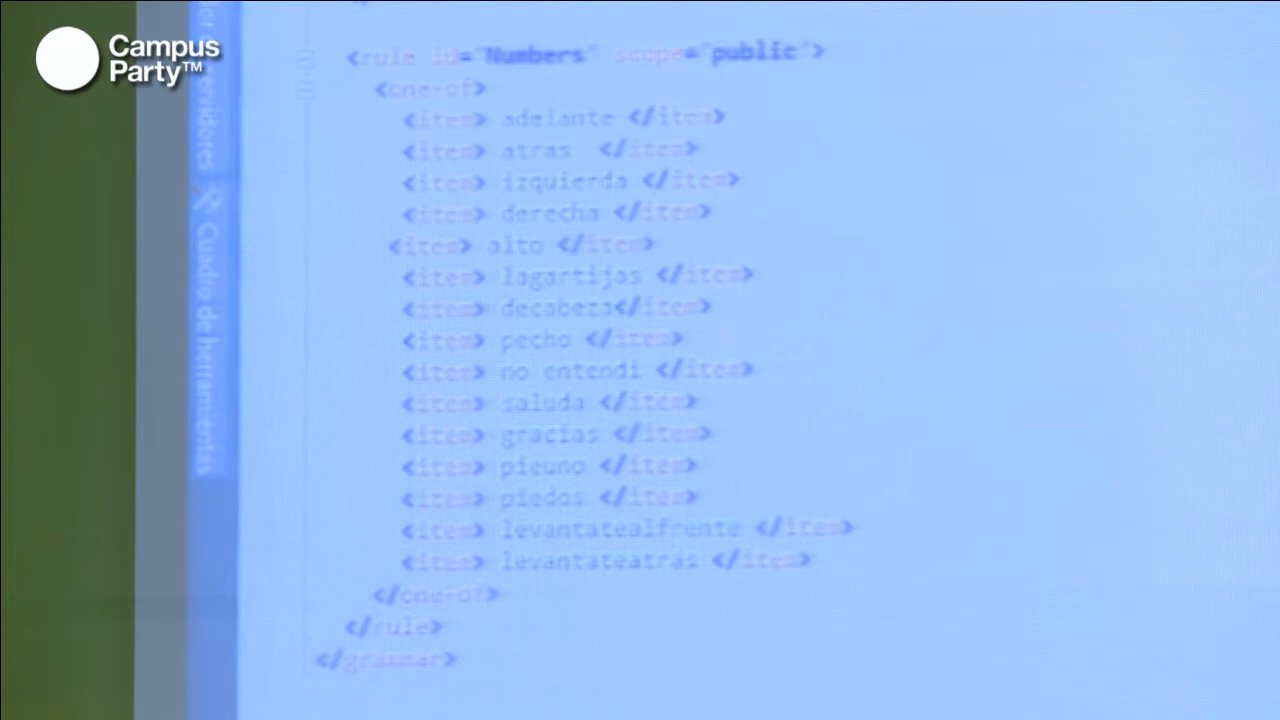 Campus
Party™
<rule id="Numbers" scope="public">
<one-of>
<item> adelante </item>
<item> atras </item>
<item> izquierda </item>
<item> derecha </item>
<item> alto </item>
<item> lagartijas </item>
<item> decabeza</item>
<item> pecho </item>
<item> no entendi </item>
<item> saluda </item>
<item> gracias </item>
<item> pieuno </item>
<item> piedos </item>
<item> levantatealfrente </item>
<item> levantateatras </item>
</one-of>
</rule>
</grammar>
servidores
Cuadro de herramientas